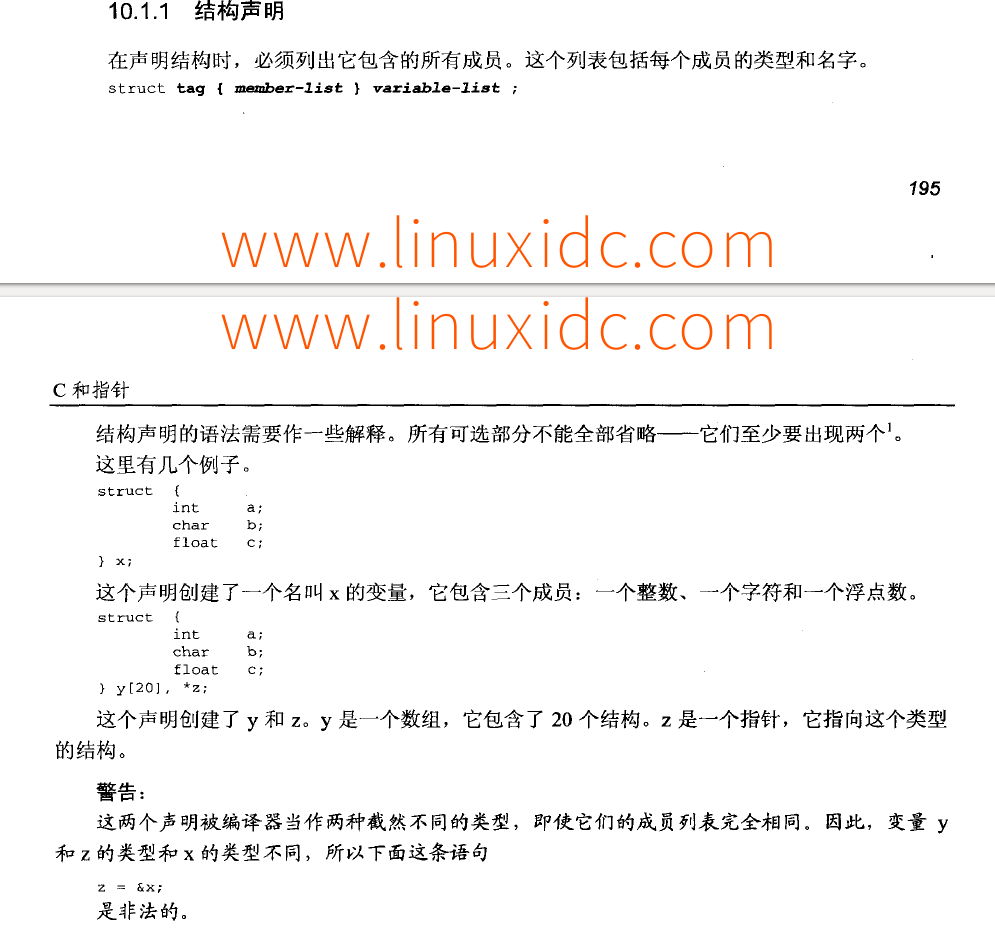 10.1.1 结构声明
在声明结构时，必须列出它包含的所有成员。这个列表包括每个成员的类型和名字。
struct tag { member-list } variable-list ;
195
www.linuxidc.com
www.linuxidc.com
C 和指针
结构声明的语法需要作一些解释。所有可选部分不能全部省略——它们至少要出现两个¹。
这里有几个例子。
struct {
int a;
char b;
float c;
} x;
这个声明创建了一个名叫 x 的变量，它包含三个成员：一个整数、一个字符和一个浮点数。
struct {
int a;
char b;
float c;
} y[20], *z;
这个声明创建了 y 和 z。y 是一个数组，它包含了 20 个结构。z 是一个指针，它指向这个类型
的结构。
警告：
这两个声明被编译器当作两种截然不同的类型，即使它们的成员列表完全相同。因此，变量 y
和 z 的类型和 x 的类型不同，所以下面这条语句
z = &x;
是非法的。